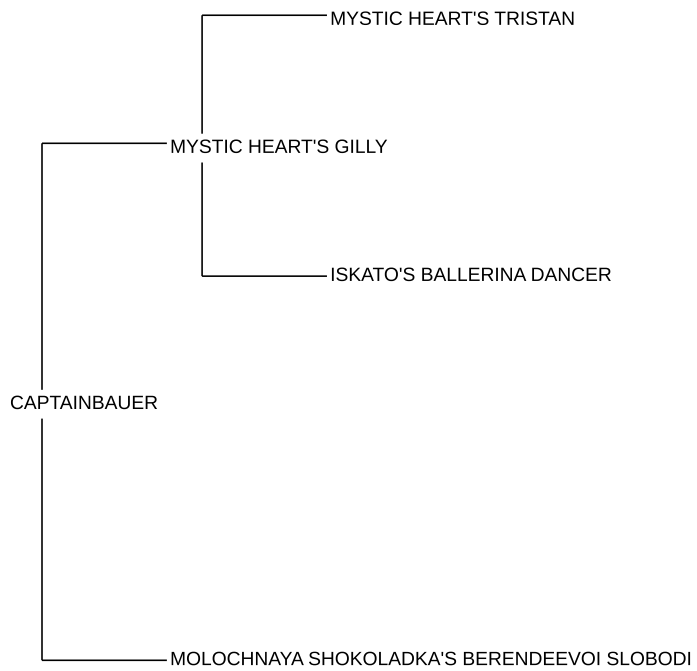 MYSTIC HEART'S TRISTAN
MYSTIC HEART'S GILLY
ISKATO'S BALLERINA DANCER
CAPTAINBAUER
MOLOCHNAYA SHOKOLADKA'S BERENDEEVOI SLOBODI